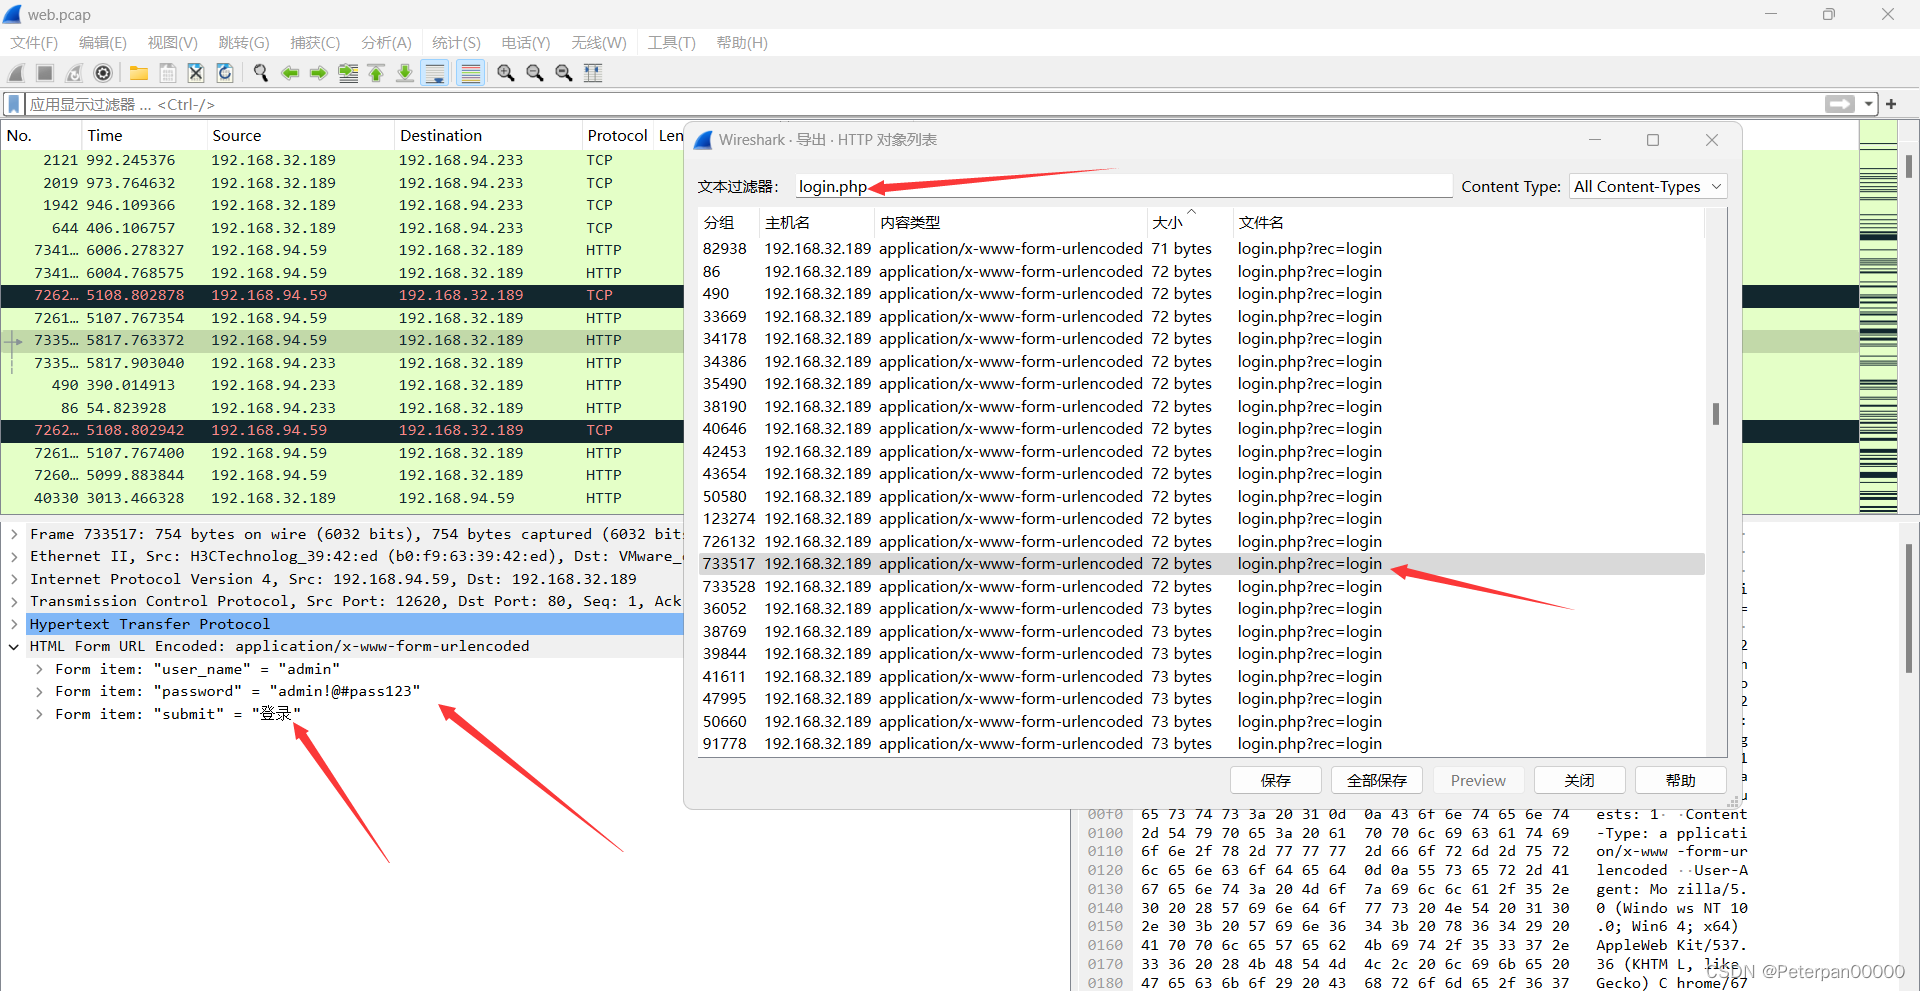 web.pcap
文件(F) 编辑(E) 视图(V) 跳转(G) 捕获(C) 分析(A) 统计(S) 电话(Y) 无线(W) 工具(T) 帮助(H)
应用显示过滤器 … <Ctrl-/>
No. Time Source Destination Protocol Len
2121 992.245376 192.168.32.189 192.168.94.233 TCP
2019 973.764632 192.168.32.189 192.168.94.233 TCP
1942 946.109366 192.168.32.189 192.168.94.233 TCP
644 406.106757 192.168.32.189 192.168.94.233 TCP
7341… 6006.278327 192.168.94.59 192.168.32.189 HTTP
7341… 6004.768575 192.168.94.59 192.168.32.189 HTTP
7262… 5108.802878 192.168.94.59 192.168.32.189 TCP
7261… 5107.767354 192.168.94.59 192.168.32.189 HTTP
7335… 5817.763372 192.168.94.59 192.168.32.189 HTTP
7335… 5817.903040 192.168.94.233 192.168.32.189 HTTP
490 390.014913 192.168.94.233 192.168.32.189 HTTP
86 54.823928 192.168.94.233 192.168.32.189 HTTP
7262… 5108.802942 192.168.94.59 192.168.32.189 TCP
7261… 5107.767400 192.168.94.59 192.168.32.189 HTTP
7260… 5099.883844 192.168.94.59 192.168.32.189 HTTP
40330 3013.466328 192.168.32.189 192.168.94.59 HTTP
Wireshark · 导出 · HTTP 对象列表
文本过滤器: login.php Content Type: All Content-Types
分组 主机名 内容类型 大小 文件名
82938 192.168.32.189 application/x-www-form-urlencoded 71 bytes login.php?rec=login
86 192.168.32.189 application/x-www-form-urlencoded 72 bytes login.php?rec=login
490 192.168.32.189 application/x-www-form-urlencoded 72 bytes login.php?rec=login
33669 192.168.32.189 application/x-www-form-urlencoded 72 bytes login.php?rec=login
34178 192.168.32.189 application/x-www-form-urlencoded 72 bytes login.php?rec=login
34386 192.168.32.189 application/x-www-form-urlencoded 72 bytes login.php?rec=login
35490 192.168.32.189 application/x-www-form-urlencoded 72 bytes login.php?rec=login
38190 192.168.32.189 application/x-www-form-urlencoded 72 bytes login.php?rec=login
40646 192.168.32.189 application/x-www-form-urlencoded 72 bytes login.php?rec=login
42453 192.168.32.189 application/x-www-form-urlencoded 72 bytes login.php?rec=login
43654 192.168.32.189 application/x-www-form-urlencoded 72 bytes login.php?rec=login
50580 192.168.32.189 application/x-www-form-urlencoded 72 bytes login.php?rec=login
123274 192.168.32.189 application/x-www-form-urlencoded 72 bytes login.php?rec=login
726132 192.168.32.189 application/x-www-form-urlencoded 72 bytes login.php?rec=login
733517 192.168.32.189 application/x-www-form-urlencoded 72 bytes login.php?rec=login
733528 192.168.32.189 application/x-www-form-urlencoded 72 bytes login.php?rec=login
36052 192.168.32.189 application/x-www-form-urlencoded 73 bytes login.php?rec=login
38769 192.168.32.189 application/x-www-form-urlencoded 73 bytes login.php?rec=login
39844 192.168.32.189 application/x-www-form-urlencoded 73 bytes login.php?rec=login
41611 192.168.32.189 application/x-www-form-urlencoded 73 bytes login.php?rec=login
47995 192.168.32.189 application/x-www-form-urlencoded 73 bytes login.php?rec=login
50660 192.168.32.189 application/x-www-form-urlencoded 73 bytes login.php?rec=login
91778 192.168.32.189 application/x-www-form-urlencoded 73 bytes login.php?rec=login
保存 全部保存 Preview 关闭 帮助
Frame 733517: 754 bytes on wire (6032 bits), 754 bytes captured (6032 bits
Ethernet II, Src: H3CTechnolog_39:42:ed (b0:f9:63:39:42:ed), Dst: VMware_
Internet Protocol Version 4, Src: 192.168.94.59, Dst: 192.168.32.189
Transmission Control Protocol, Src Port: 12620, Dst Port: 80, Seq: 1, Ack
Hypertext Transfer Protocol
HTML Form URL Encoded: application/x-www-form-urlencoded
Form item: "user_name" = "admin"
Form item: "password" = "admin!@#pass123"
Form item: "submit" = "登录"
00f0 65 73 74 73 3a 20 31 0d 0a 43 6f 6e 74 65 6e 74 ests: 1· ·Content
0100 2d 54 79 70 65 3a 20 61 70 70 6c 69 63 61 74 69 -Type: a pplicati
0110 6f 6e 2f 78 2d 77 77 77 2d 66 6f 72 6d 2d 75 72 on/x-www -form-ur
0120 6c 65 6e 63 6f 64 65 64 0d 0a 55 73 65 72 2d 41 lencoded ··User-A
0130 67 65 6e 74 3a 20 4d 6f 7a 69 6c 6c 61 2f 35 2e gent: Mo zilla/5.
0140 30 20 28 57 69 6e 64 6f 77 73 20 4e 54 20 31 30 0 (Windo ws NT 10
0150 2e 30 3b 20 57 69 6e 36 34 3b 20 78 36 34 29 20 .0; Win6 4; x64)
0160 41 70 70 6c 65 57 65 62 4b 69 74 2f 35 33 37 2e AppleWeb Kit/537.
0170 33 36 20 28 4b 48 54 4d 4c 2c 20 6c 69 6b 65 20 36 (KHTM L, like
0180 47 65 63 6b 6f 29 20 43 68 72 6f 6d 65 2f 36 37 Gecko) C hrome/67
CSDN @Peterpan00000